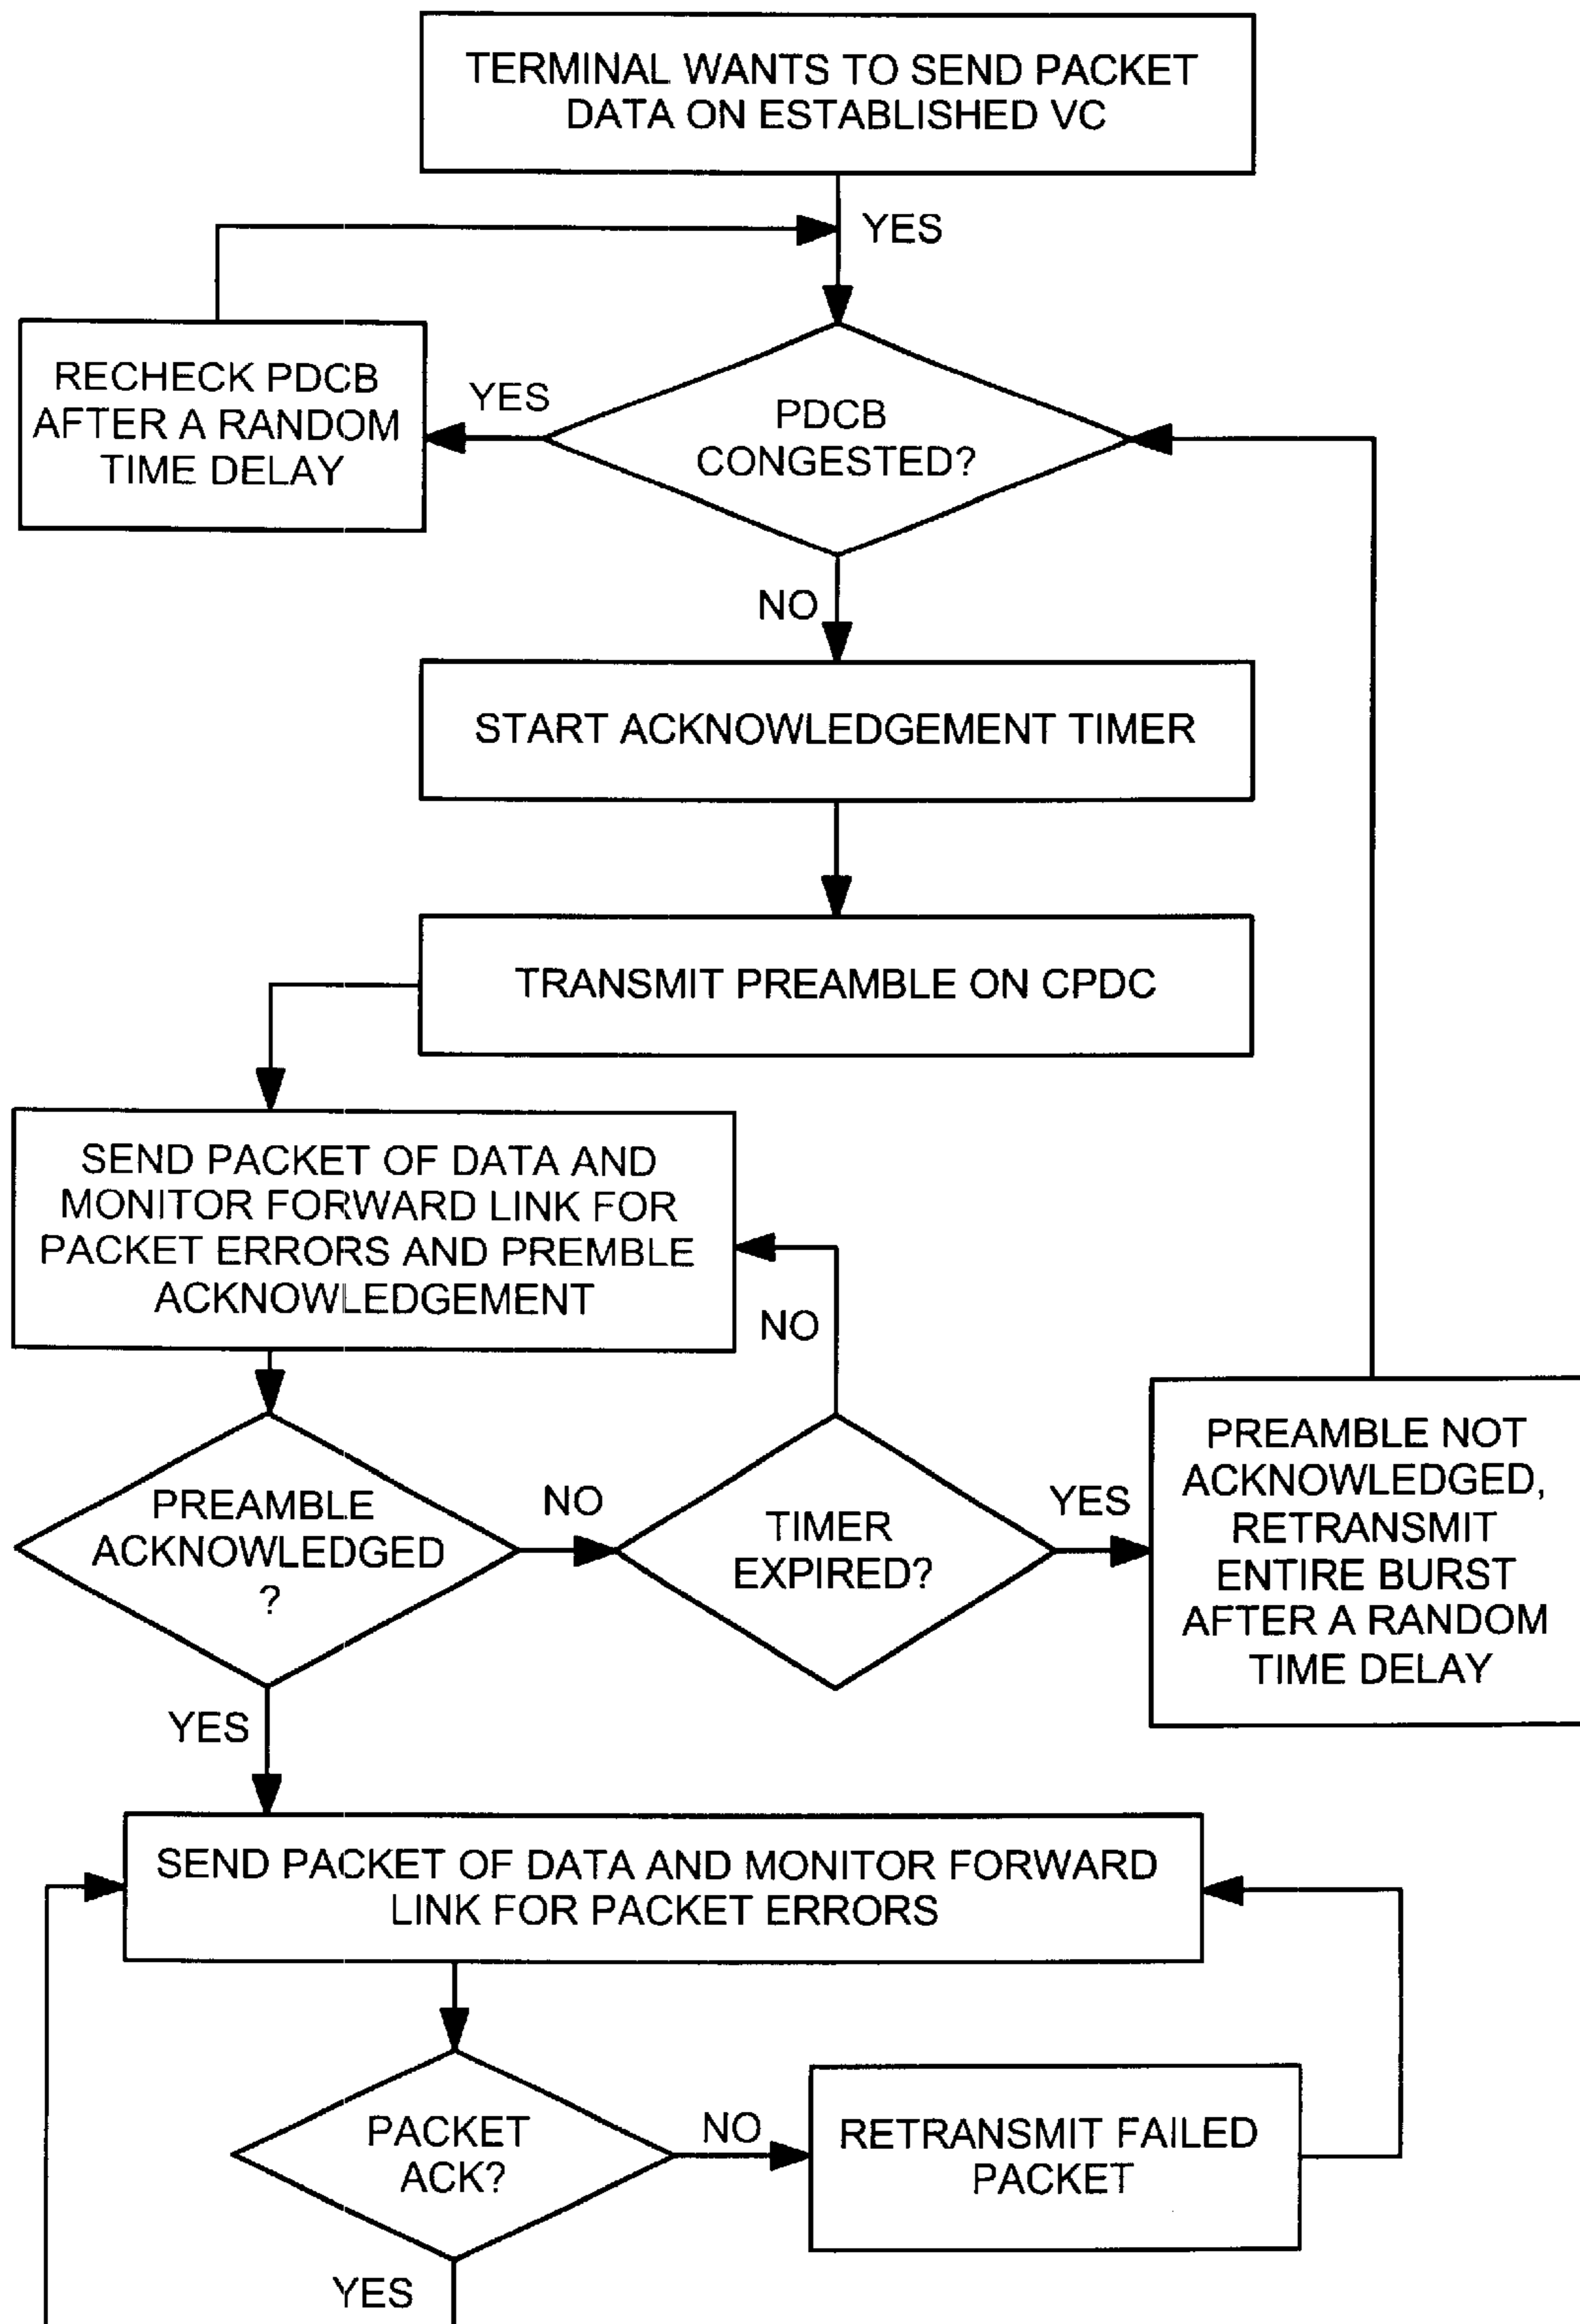 TERMINAL WANTS TO SEND PACKET
DATA ON ESTABLISHED VC
YES
RECHECK PDCB
AFTER A RANDOM
TIME DELAY
YES
PDCB
CONGESTED?
NO
START ACKNOWLEDGEMENT TIMER
TRANSMIT PREAMBLE ON CPDC
SEND PACKET OF DATA AND
MONITOR FORWARD LINK FOR
PACKET ERRORS AND PREMBLE
ACKNOWLEDGEMENT
NO
PREAMBLE
ACKNOWLEDGED
?
NO
TIMER
EXPIRED?
YES
PREAMBLE NOT
ACKNOWLEDGED,
RETRANSMIT
ENTIRE BURST
AFTER A RANDOM
TIME DELAY
YES
SEND PACKET OF DATA AND MONITOR FORWARD
LINK FOR PACKET ERRORS
PACKET
ACK?
NO
RETRANSMIT FAILED
PACKET
YES